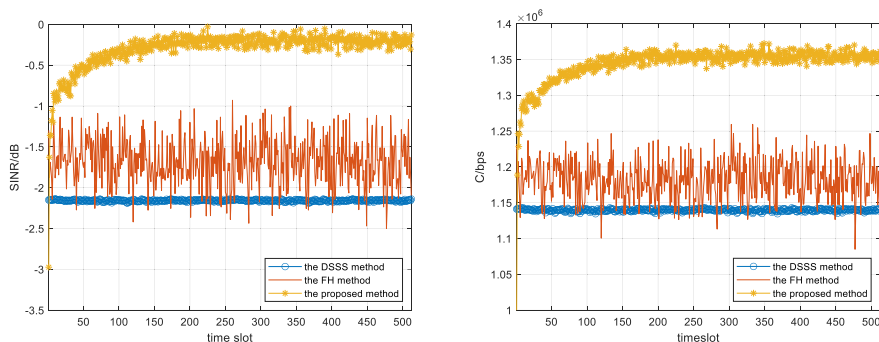 0
-0.5
-1
-1.5
-2
-2.5
-3
-3.5
SINR/dB
50 100 150 200 250 300 350 400 450 500
time slot
the DSSS method
the FH method
the proposed method
×10⁶
1.4
1.35
1.3
1.25
1.2
1.15
1.1
1.05
1
C/bps
50 100 150 200 250 300 350 400 450 500
timeslot
the DSSS method
the FH method
the proposed method